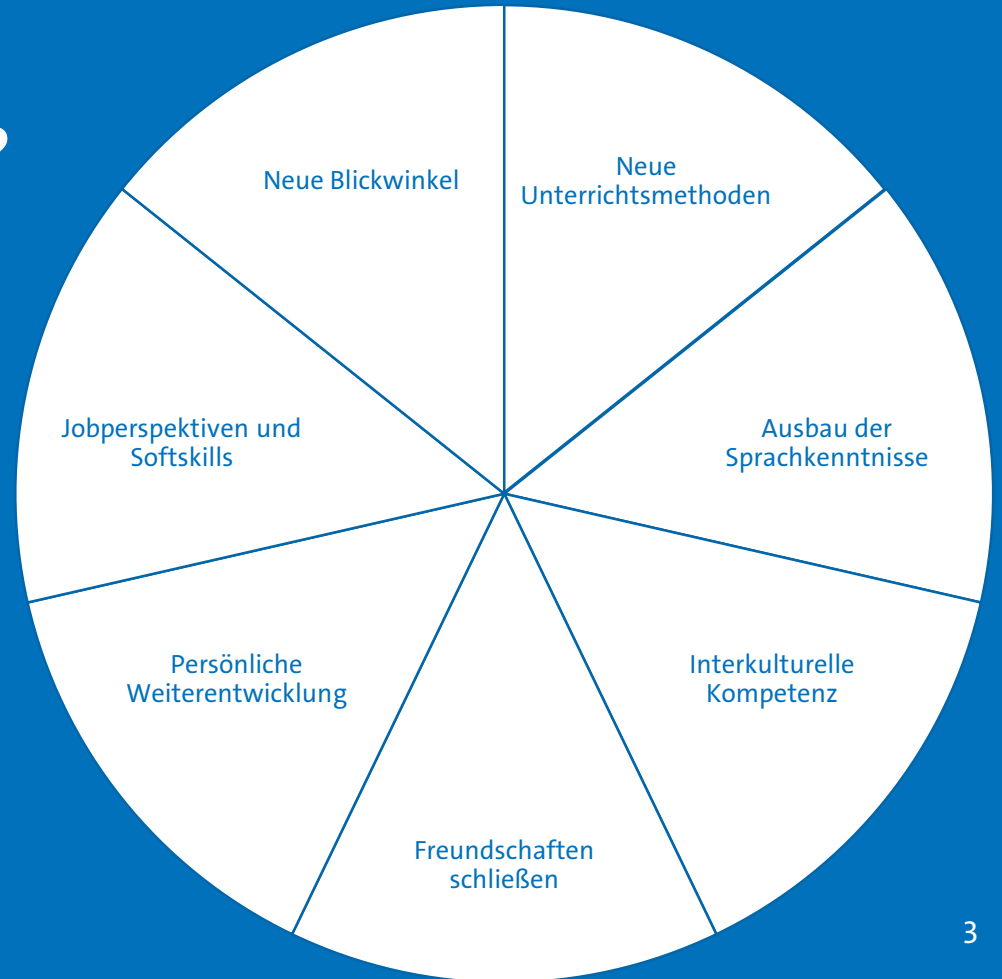 Neue Blickwinkel
Neue
Unterrichtsmethoden
Jobperspektiven und
Softskills
Ausbau der
Sprachkenntnisse
Persönliche
Weiterentwicklung
Interkulturelle
Kompetenz
Freundschaften
schließen
3